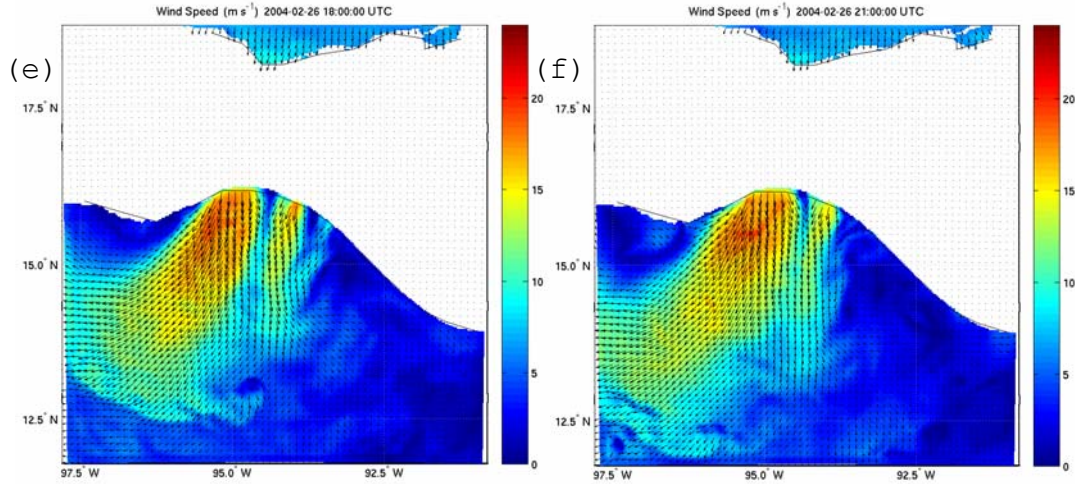 Wind Speed (m s⁻¹) 2004-02-26 18:00:00 UTC
(e)
17.5° N
15.0° N
12.5° N
97.5° W
95.0° W
92.5° W
20
15
10
5
0
Wind Speed (m s⁻¹) 2004-02-26 21:00:00 UTC
(f)
17.5° N
15.0° N
12.5° N
97.5° W
95.0° W
92.5° W
20
15
10
5
0